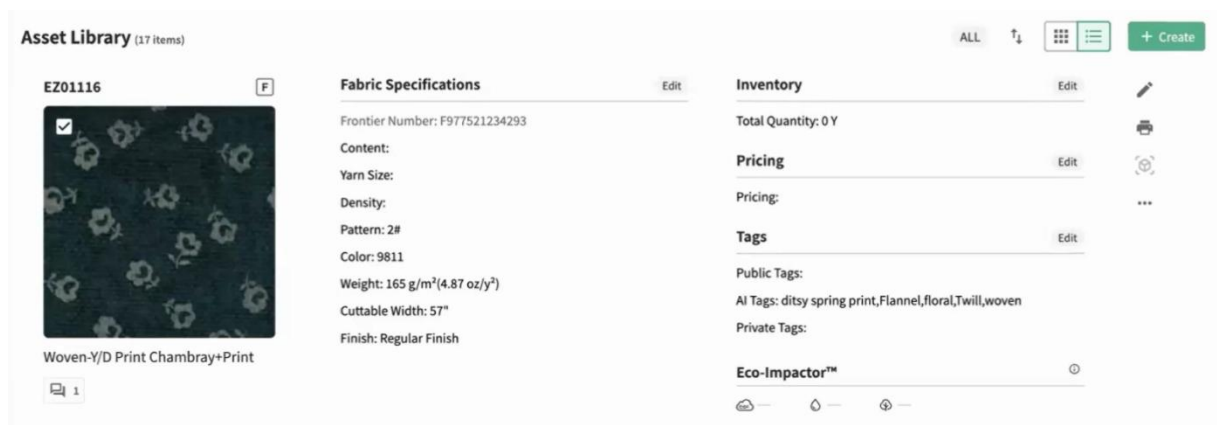 Asset Library (17 items)
ALL
+ Create
EZ01116
F
Woven-Y/D Print Chambray+Print
1
Fabric Specifications
Edit
Frontier Number: F977521234293
Content:
Yarn Size:
Density:
Pattern: 2#
Color: 9811
Weight: 165 g/m²(4.87 oz/y²)
Cuttable Width: 57"
Finish: Regular Finish
Inventory
Edit
Total Quantity: 0 Y
Pricing
Edit
Pricing:
Tags
Edit
Public Tags:
AI Tags: ditsy spring print,Flannel,floral,Twill,woven
Private Tags:
Eco-Impactor™